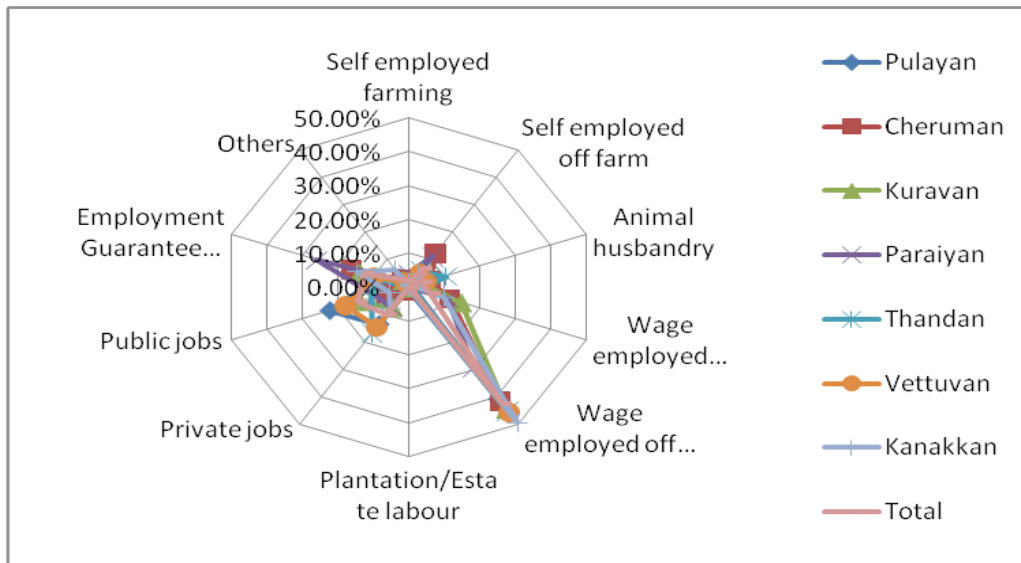 Self employed
farming
Self employed
off farm
Animal
husbandry
Wage
employed...
Wage
employed off...
Plantation/Esta
te labour
Private jobs
Public jobs
Employment
Guarantee...
Others
50.00%
40.00%
30.00%
20.00%
10.00%
0.00%
Pulayan
Cheruman
Kuravan
Paraiyan
Thandan
Vettuvan
Kanakkan
Total